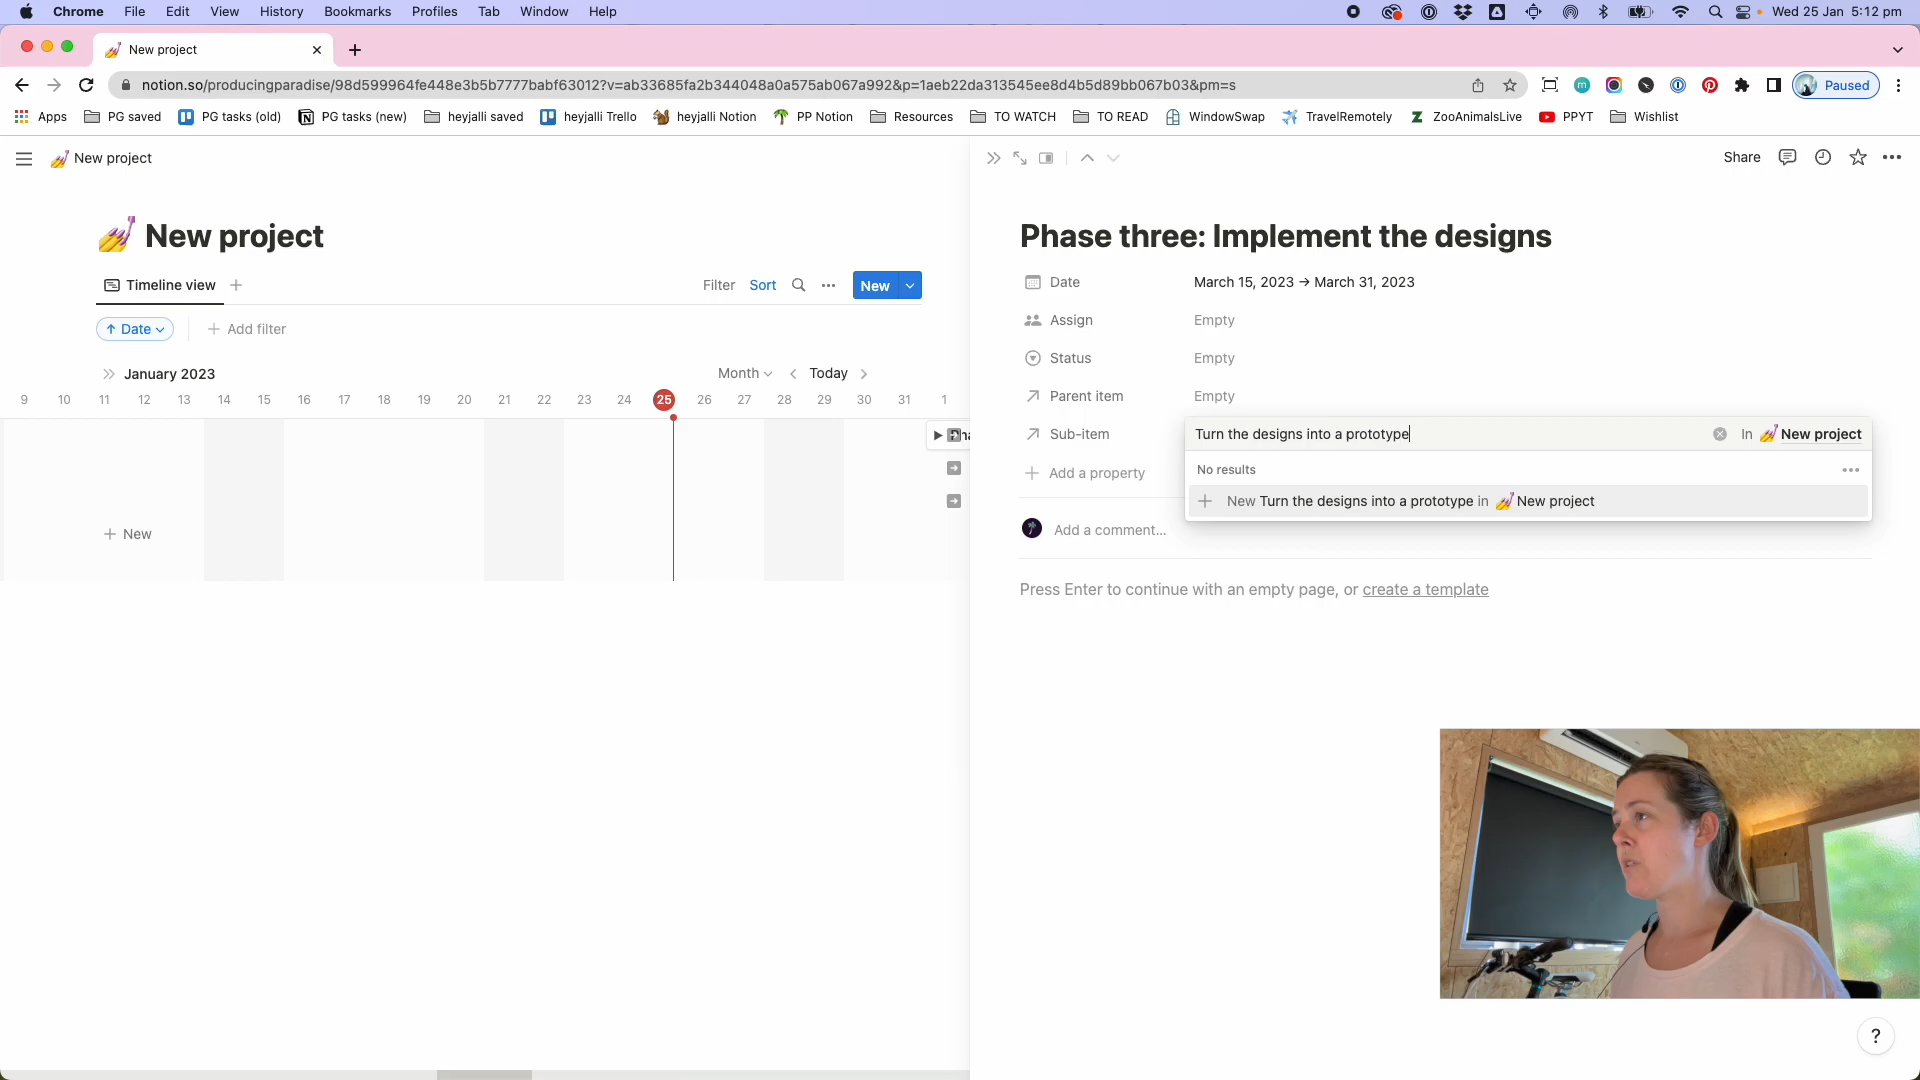 Chrome File Edit View History Bookmarks Profiles Tab Window Help Wed 25 Jan 5:12 pm
New project
notion.so/producingparadise/98d599964fe448e3b5b7777babf63012?v=ab33685fa2b344048a0a575ab067a992&p=1aeb22da313545ee8d4b5d89bb067b03&pm=s Paused
Apps PG saved PG tasks (old) PG tasks (new) heyjalli saved heyjalli Trello heyjalli Notion PP Notion Resources TO WATCH TO READ WindowSwap TravelRemotely ZooAnimalsLive PPYT Wishlist
New project
Share
New project
Timeline view
Filter Sort New
Date Add filter
January 2023 Month Today
9 10 11 12 13 14 15 16 17 18 19 20 21 22 23 24 25 26 27 28 29 30 31 1
New
Phase three: Implement the designs
Date March 15, 2023 → March 31, 2023
Assign Empty
Status Empty
Parent item Empty
Sub-item Turn the designs into a prototype In New project
Add a property
No results
New Turn the designs into a prototype in New project
Add a comment...
Press Enter to continue with an empty page, or create a template
?